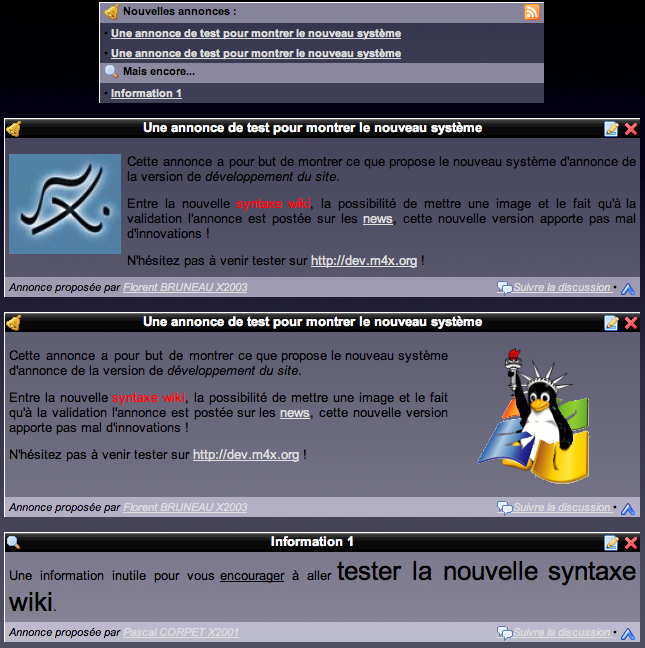 Nouvelles annonces :
· Une annonce de test pour montrer le nouveau système
· Une annonce de test pour montrer le nouveau système
Mais encore...
· Information 1
Une annonce de test pour montrer le nouveau système
Cette annonce a pour but de montrer ce que propose le nouveau système d'annonce de
la version de développement du site.
Entre la nouvelle syntaxe wiki, la possibilité de mettre une image et le fait qu'à la
validation l'annonce est postée sur les news, cette nouvelle version apporte pas mal
d'innovations !
N'hésitez pas à venir tester sur http://dev.m4x.org !
Annonce proposée par Florent BRUNEAU X2003
Suivre la discussion ·
Une annonce de test pour montrer le nouveau système
Cette annonce a pour but de montrer ce que propose le nouveau système
d'annonce de la version de développement du site.
Entre la nouvelle syntaxe wiki, la possibilité de mettre une image et le fait
qu'à la validation l'annonce est postée sur les news, cette nouvelle version
apporte pas mal d'innovations !
N'hésitez pas à venir tester sur http://dev.m4x.org !
Annonce proposée par Florent BRUNEAU X2003
Suivre la discussion ·
Information 1
Une information inutile pour vous encourager à aller tester la nouvelle syntaxe
wiki.
Annonce proposée par Pascal CORPET X2001
Suivre la discussion ·